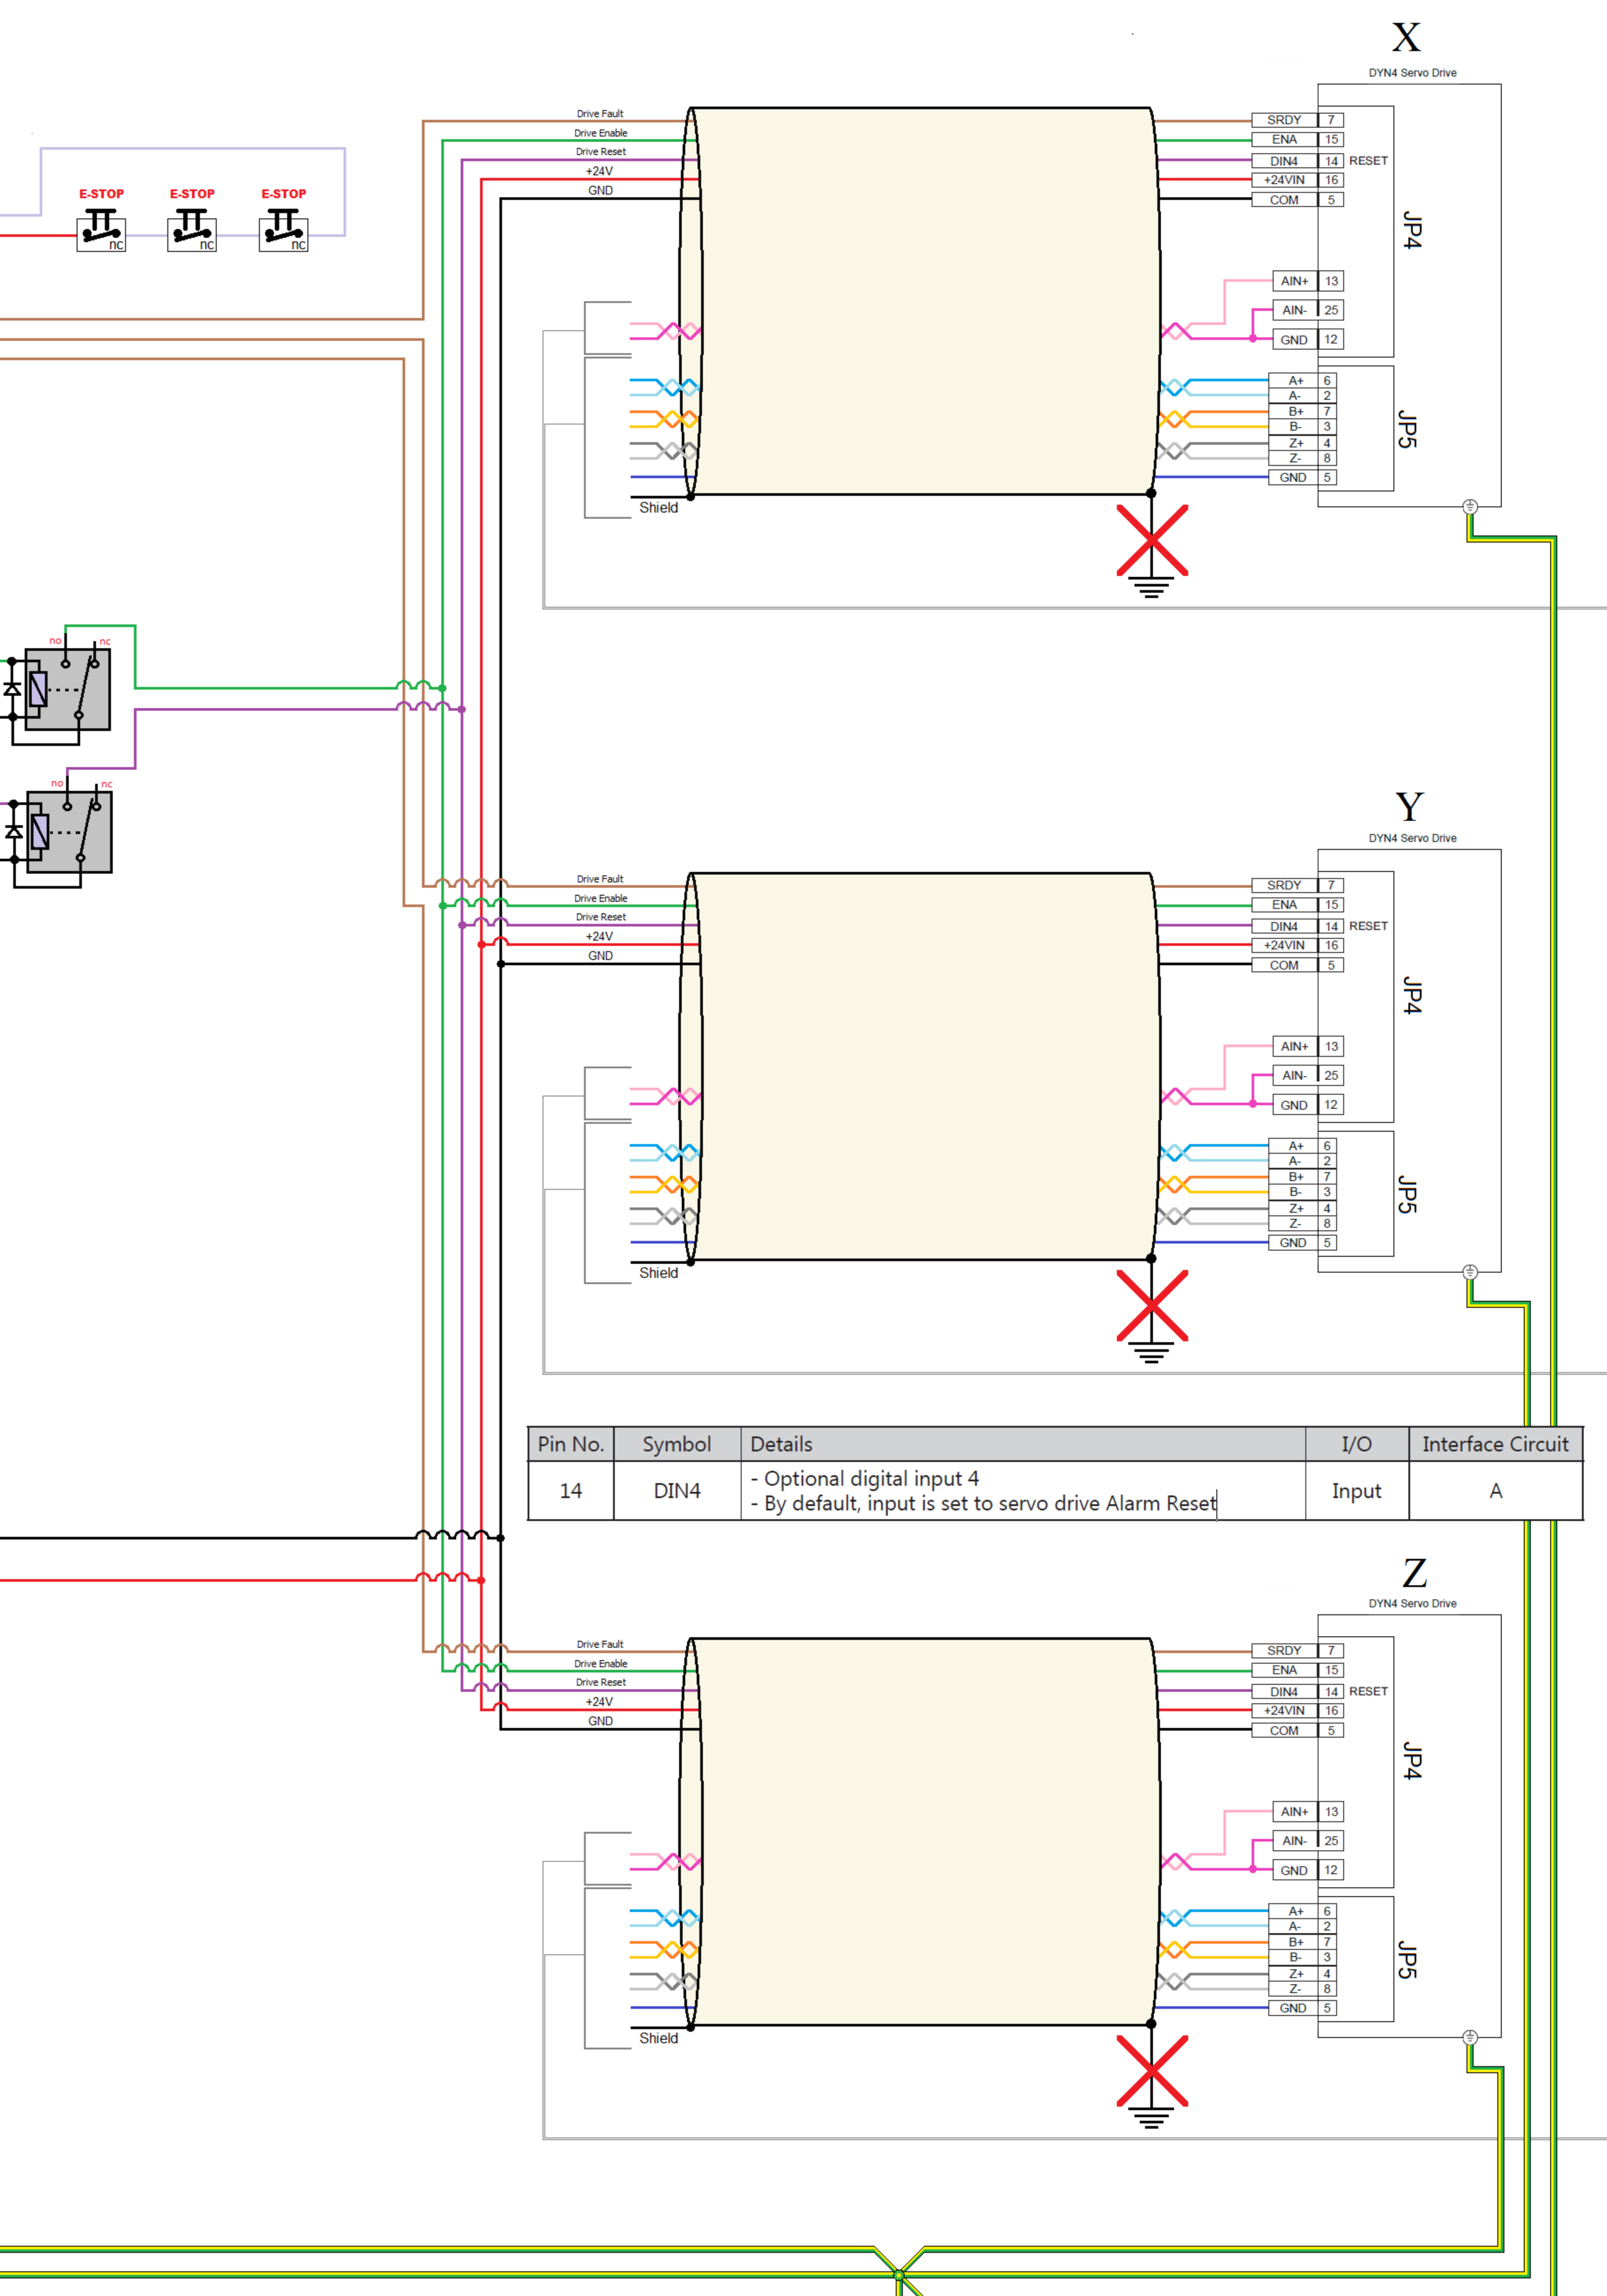 X
DYN4 Servo Drive
Drive Fault
SRDY 7
Drive Enable
ENA 15
Drive Reset
DIN4 14 RESET
+24V
+24VIN 16
GND
COM 5
JP4
E-STOP E-STOP E-STOP
nc nc nc
AIN+ 13
AIN- 25
GND 12
A+ 6
A- 2
B+ 7
B- 3
Z+ 4
Z- 8
GND 5
JP5
Shield
no nc
no nc
Y
DYN4 Servo Drive
Drive Fault
SRDY 7
Drive Enable
ENA 15
Drive Reset
DIN4 14 RESET
+24V
+24VIN 16
GND
COM 5
JP4
AIN+ 13
AIN- 25
GND 12
A+ 6
A- 2
B+ 7
B- 3
Z+ 4
Z- 8
GND 5
JP5
Shield
Pin No. Symbol Details I/O Interface Circuit
14 DIN4 - Optional digital input 4 Input A
- By default, input is set to servo drive Alarm Reset
Z
DYN4 Servo Drive
Drive Fault
SRDY 7
Drive Enable
ENA 15
Drive Reset
DIN4 14 RESET
+24V
+24VIN 16
GND
COM 5
JP4
AIN+ 13
AIN- 25
GND 12
A+ 6
A- 2
B+ 7
B- 3
Z+ 4
Z- 8
GND 5
JP5
Shield